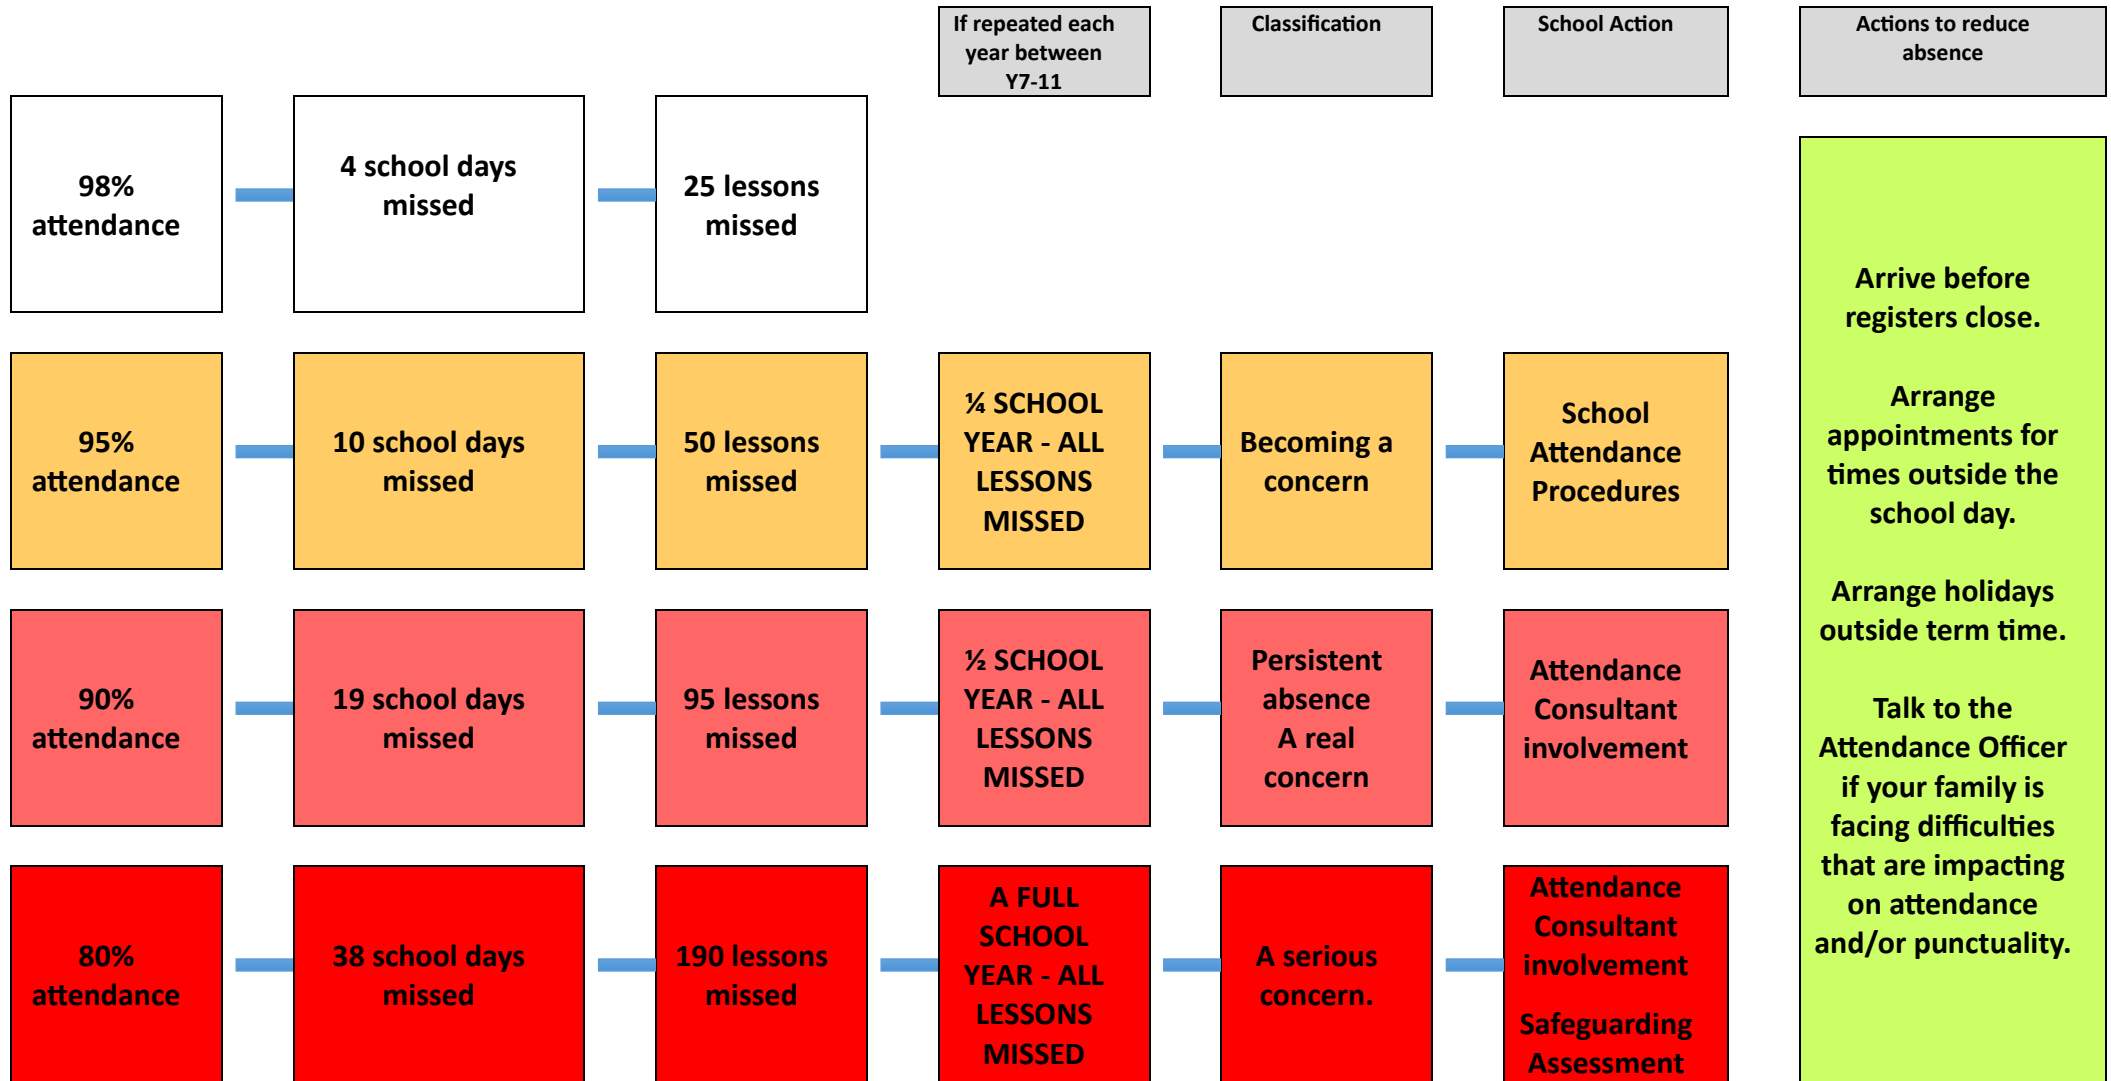 If repeated each
year between
Y7-11
Classification
School Action
Actions to reduce
absence
98%
attendance
4 school days
missed
25 lessons
missed
95%
attendance
10 school days
missed
50 lessons
missed
¼ SCHOOL
YEAR - ALL
LESSONS
MISSED
Becoming a
concern
School
Attendance
Procedures
90%
attendance
19 school days
missed
95 lessons
missed
½ SCHOOL
YEAR - ALL
LESSONS
MISSED
Persistent
absence
A real
concern
Attendance
Consultant
involvement
80%
attendance
38 school days
missed
190 lessons
missed
A FULL
SCHOOL
YEAR - ALL
LESSONS
MISSED
A serious
concern.
Attendance
Consultant
involvement
Safeguarding
Assessment
Arrive before
registers close.
Arrange
appointments for
times outside the
school day.
Arrange holidays
outside term time.
Talk to the
Attendance Officer
if your family is
facing difficulties
that are impacting
on attendance
and/or punctuality.